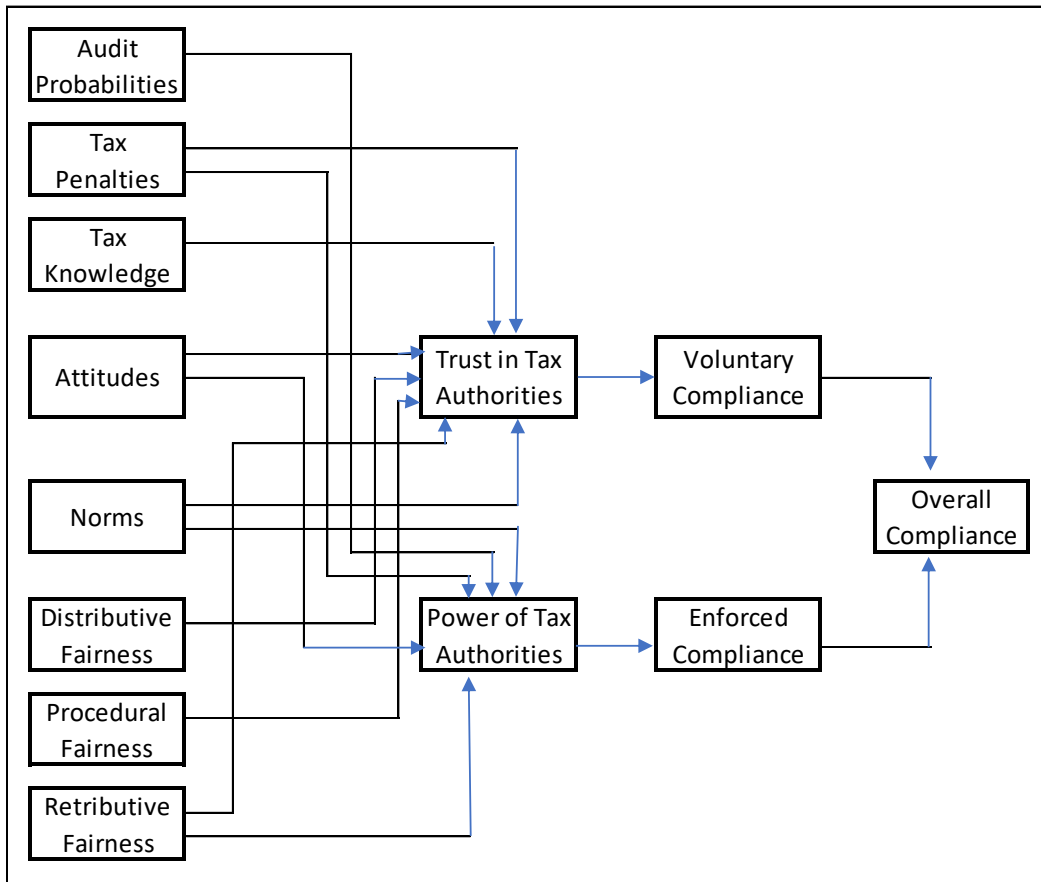 Audit
Probabilities
Tax
Penalties
Tax
Knowledge
Attitudes
Trust in Tax
Authorities
Voluntary
Compliance
Norms
Overall
Compliance
Distributive
Fairness
Power of Tax
Authorities
Enforced
Compliance
Procedural
Fairness
Retributive
Fairness